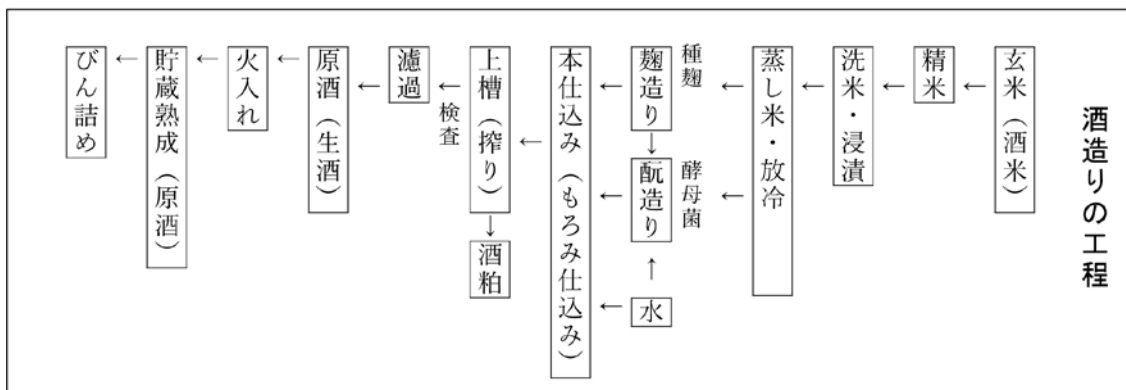 酒造りの工程
玄米（酒米）
精米
洗米・浸漬
蒸し米・放冷
種麹
麹造り
酵母菌
酛造り
水
本仕込み（もろみ仕込み）
上槽（搾り）
酒粕
検査
濾過
原酒（生酒）
火入れ
貯蔵熟成（原酒）
びん詰め